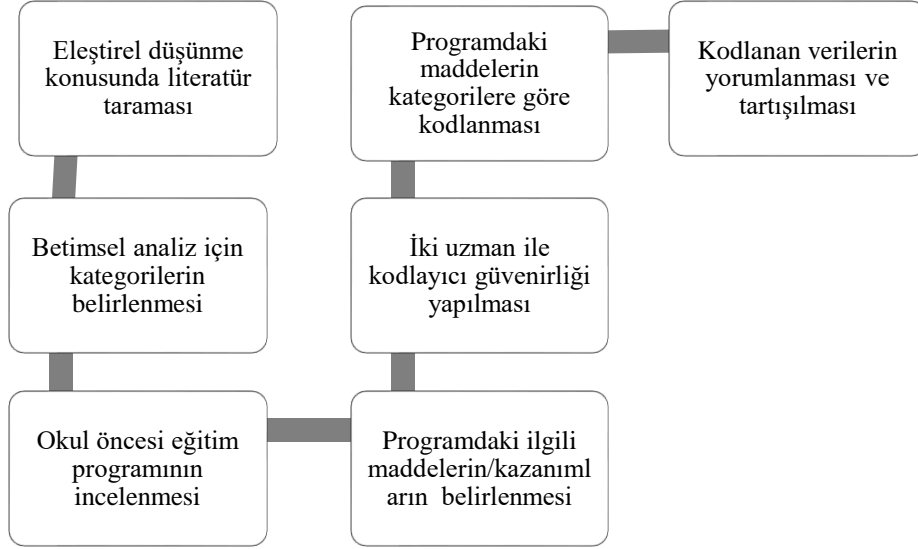 Eleştirel düşünme
konusunda literatür
taraması
Betimsel analiz için
kategorilerin
belirlenmesi
Okul öncesi eğitim
programının
incelenmesi
Programdaki ilgili
maddelerin/kazanıml
arın belirlenmesi
İki uzman ile
kodlayıcı güvenirliği
yapılması
Programdaki
maddelerin
kategorilere göre
kodlanması
Kodlanan verilerin
yorumlanması ve
tartışılması